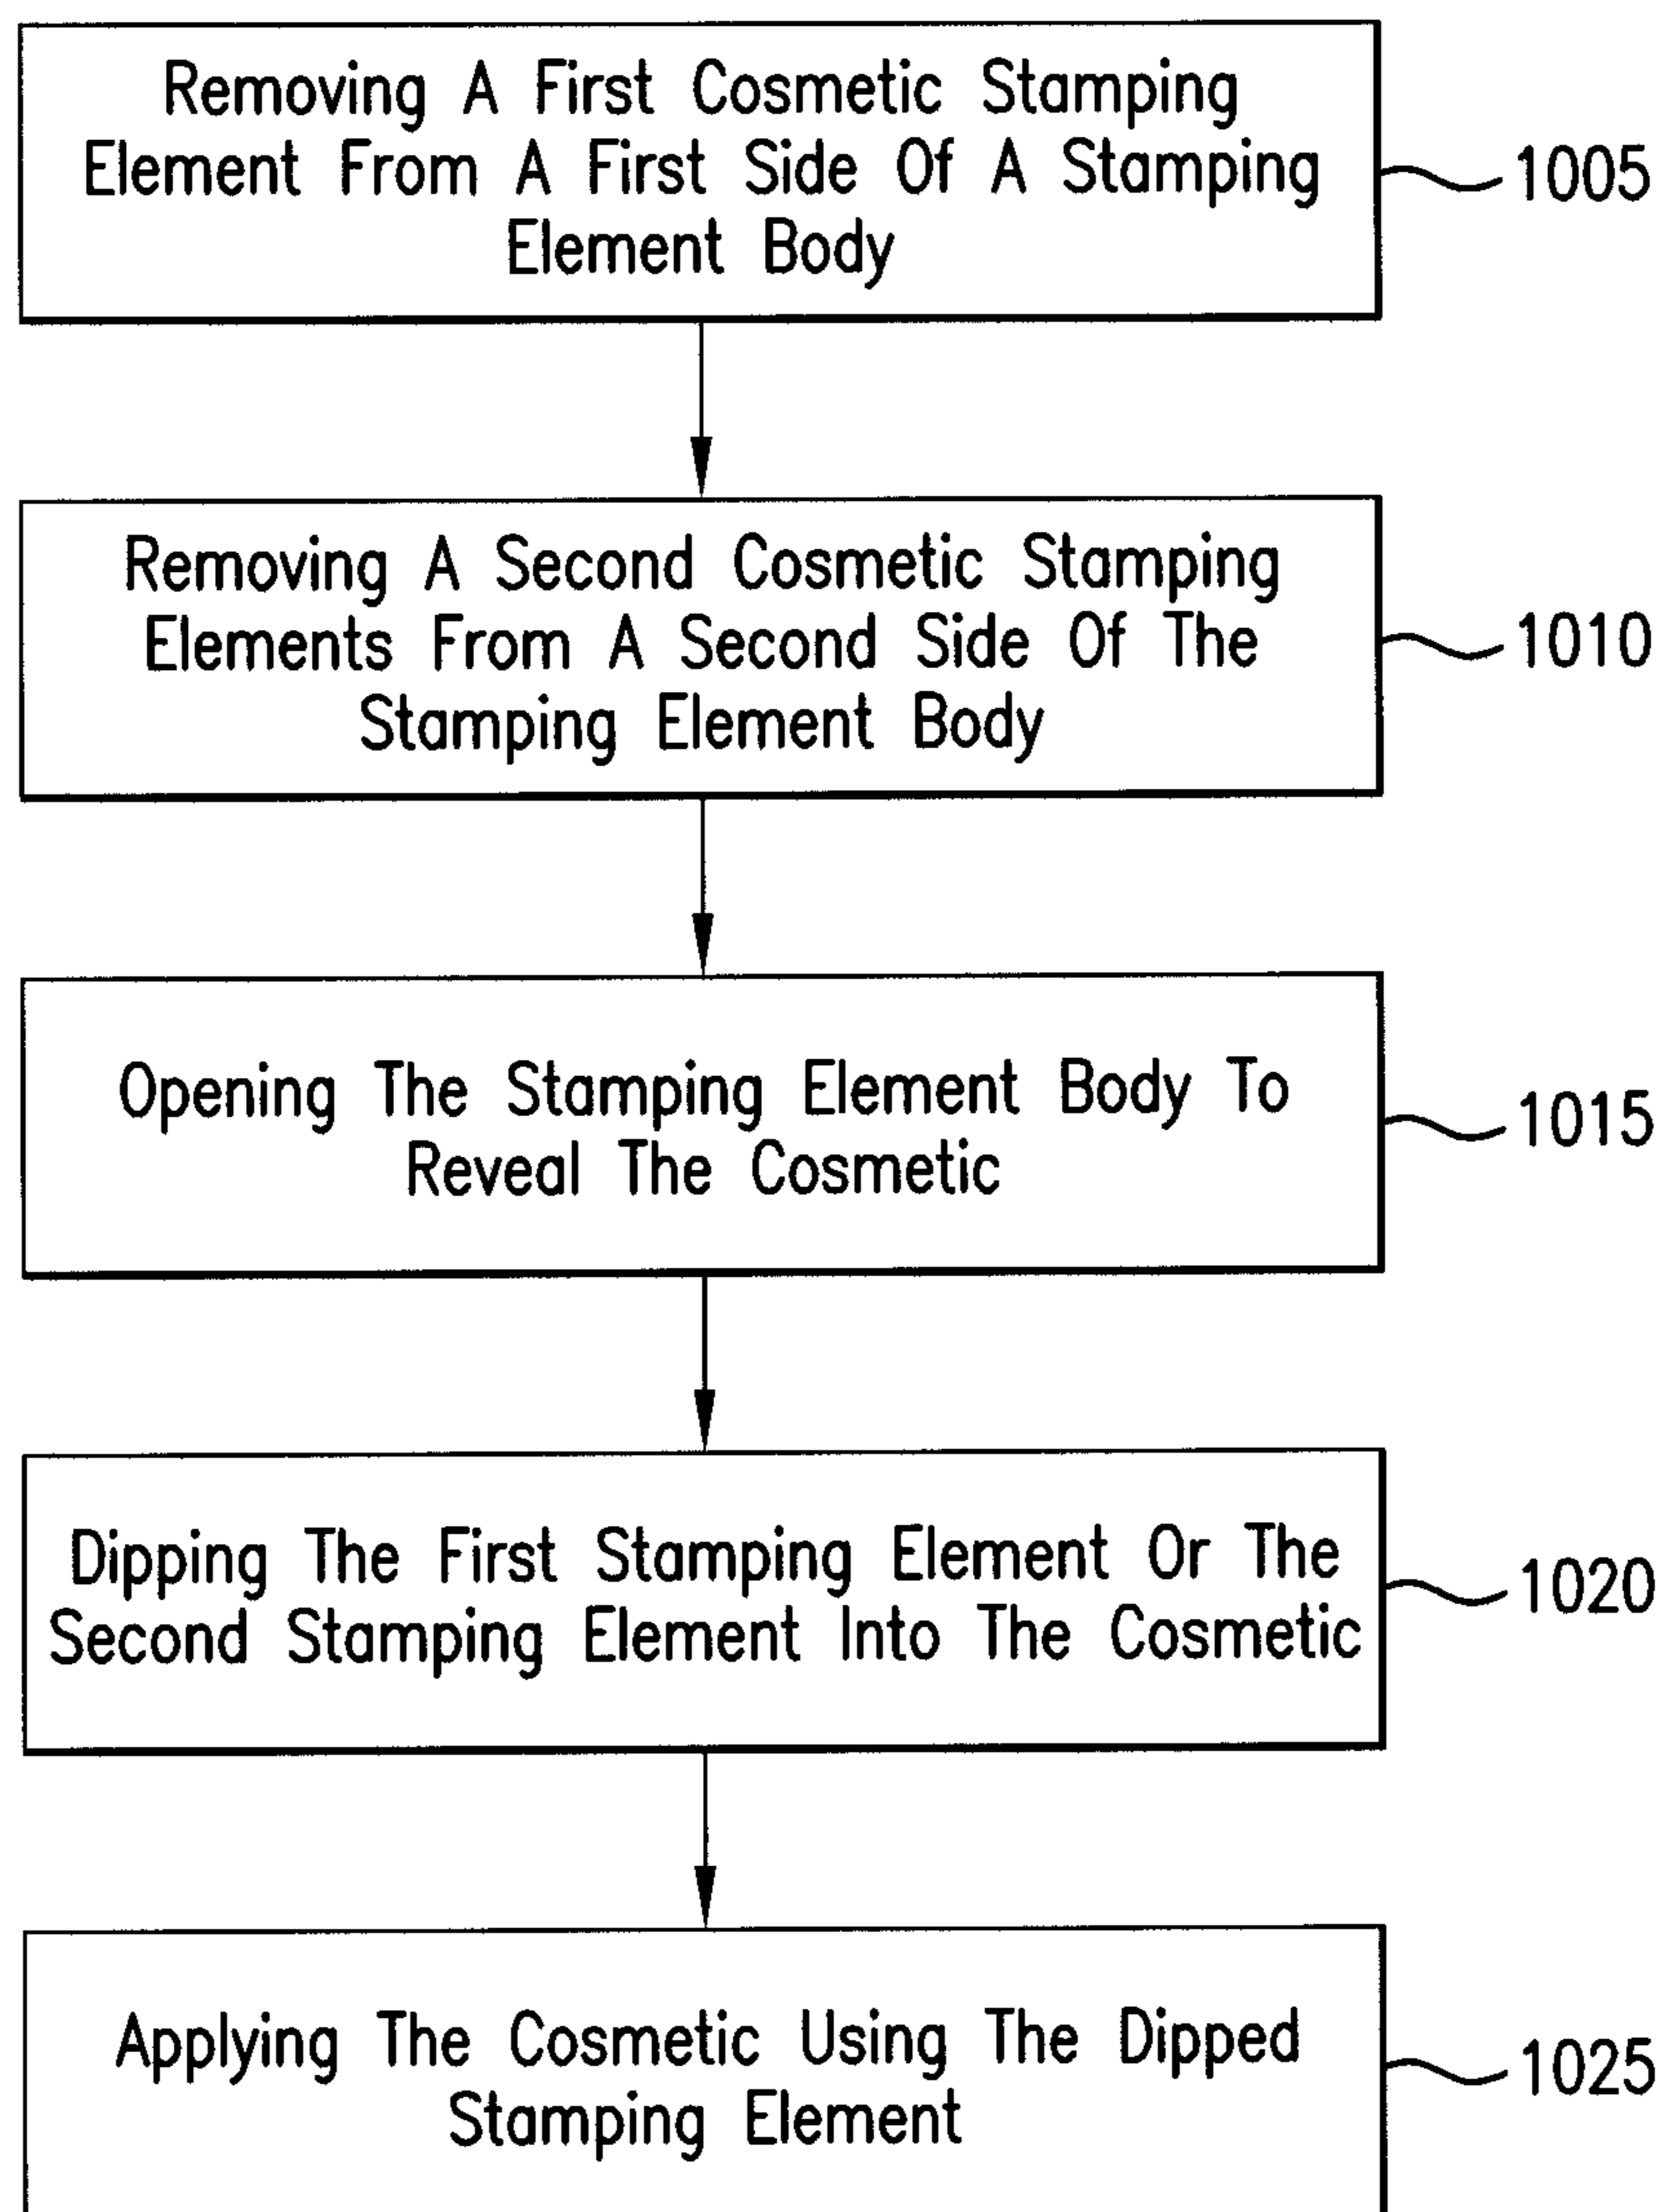 Removing A First Cosmetic Stamping
Element From A First Side Of A Stamping
Element Body
1005
Removing A Second Cosmetic Stamping
Elements From A Second Side Of The
Stamping Element Body
1010
Opening The Stamping Element Body To
Reveal The Cosmetic
1015
Dipping The First Stamping Element Or The
Second Stamping Element Into The Cosmetic
1020
Applying The Cosmetic Using The Dipped
Stamping Element
1025